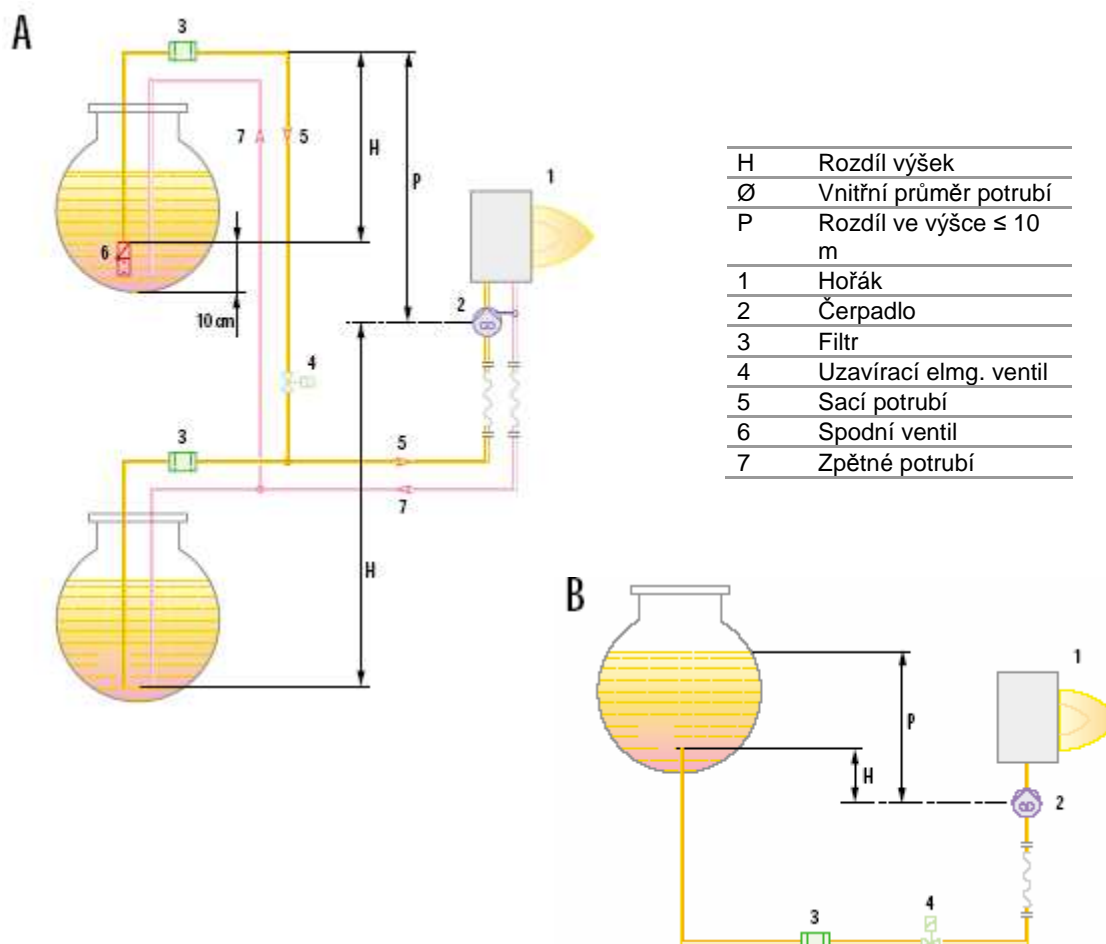 A
3
7
5
H
P
1
6
2
10 cm
4
3
5
7
H
H Rozdíl výšek
Ø Vnitřní průměr potrubí
P Rozdíl ve výšce ≤ 10
m
1 Hořák
2 Čerpadlo
3 Filtr
4 Uzavírací elmg. ventil
5 Sací potrubí
6 Spodní ventil
7 Zpětné potrubí
B
1
P
H
2
3
4